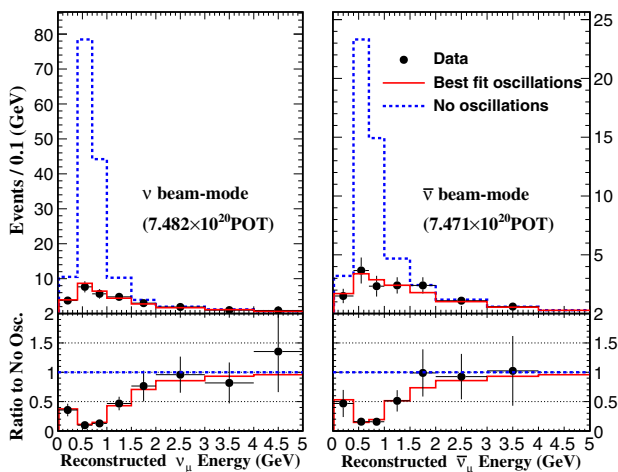 Events / 0.1 (GeV)
80
70
60
50
40
30
20
10
ν beam-mode
(7.482×10²⁰POT)
25
20
15
10
5
Data
Best fit oscillations
No oscillations
ν̅ beam-mode
(7.471×10²⁰POT)
Ratio to No Osc.
2
1.5
1
0.5
0
0 0.5 1 1.5 2 2.5 3 3.5 4 4.5 5
Reconstructed νμ Energy (GeV)
2
1.5
1
0.5
0
0 0.5 1 1.5 2 2.5 3 3.5 4 4.5 5
Reconstructed ν̅μ Energy (GeV)